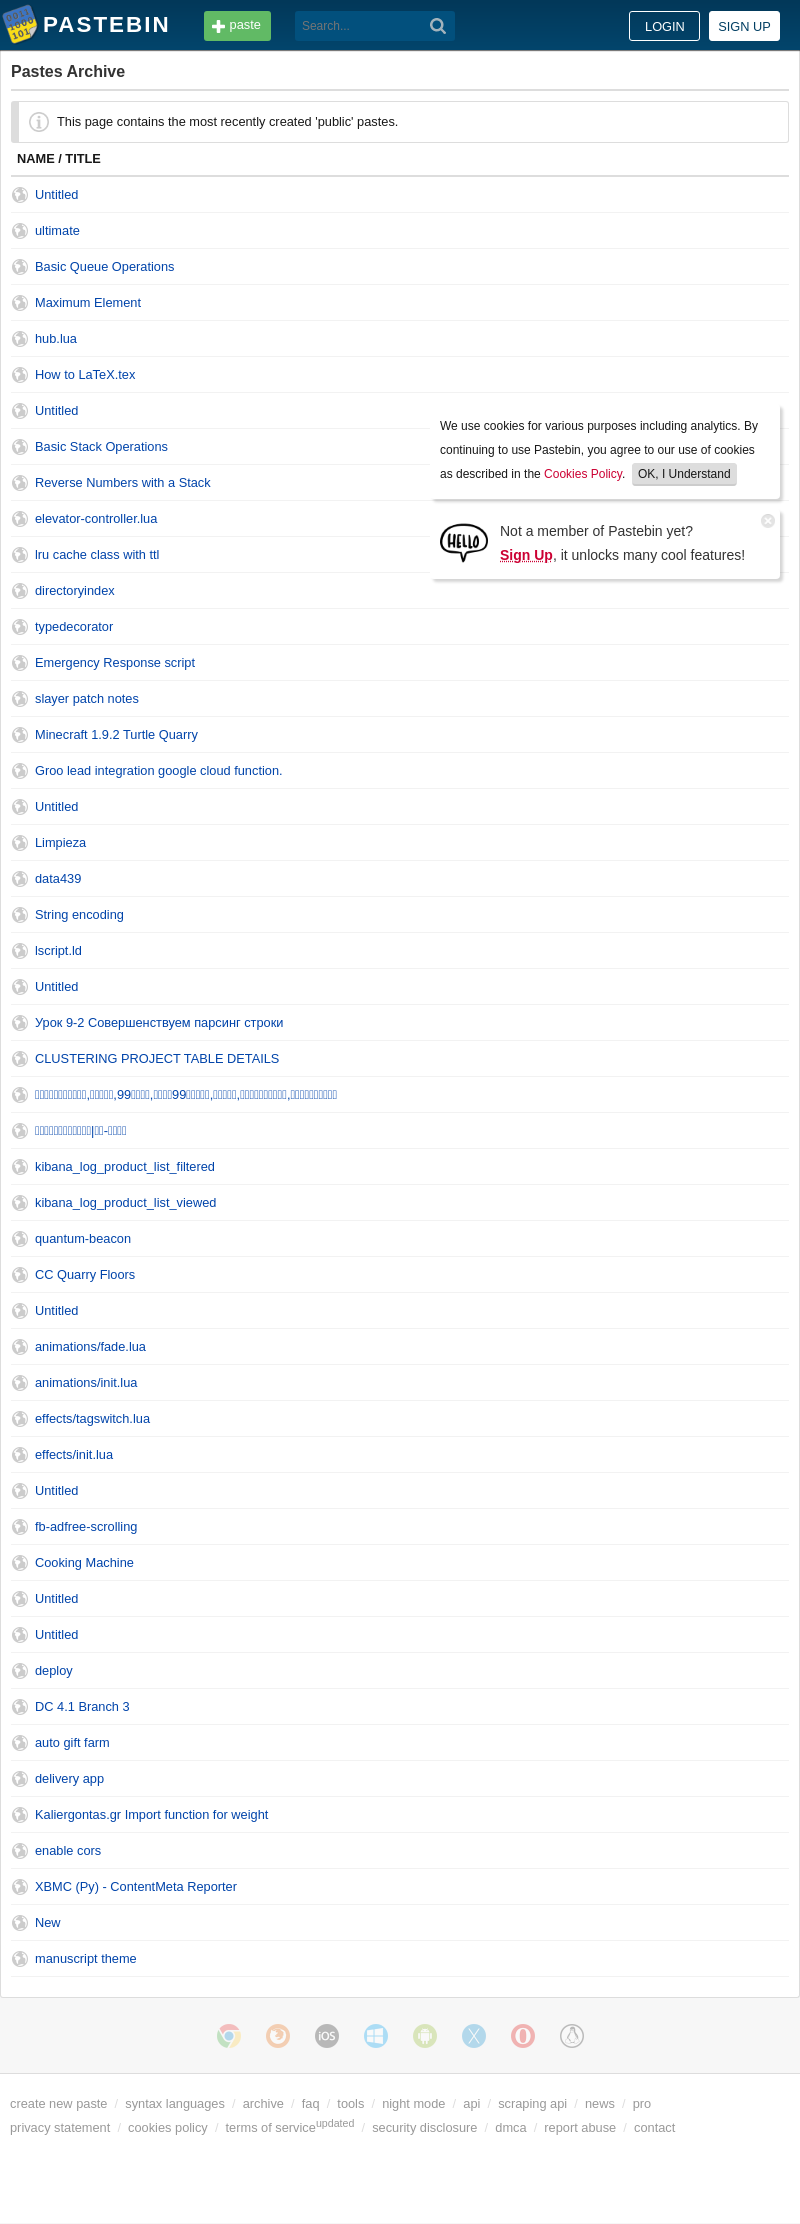 PASTEBIN
paste
Search...
LOGIN
SIGN UP
Pastes Archive
This page contains the most recently created 'public' pastes.
NAME / TITLE
Untitled
ultimate
Basic Queue Operations
Maximum Element
hub.lua
How to LaTeX.tex
Untitled
Basic Stack Operations
Reverse Numbers with a Stack
elevator-controller.lua
lru cache class with ttl
directoryindex
We use cookies for various purposes including analytics. By
continuing to use Pastebin, you agree to our use of cookies
as described in the Cookies Policy. OK, I Understand
HELLO
Not a member of Pastebin yet?
Sign Up, it unlocks many cool features!
typedecorator
Emergency Response script
slayer patch notes
Minecraft 1.9.2 Turtle Quarry
Groo lead integration google cloud function.
Untitled
Limpieza
data439
String encoding
lscript.ld
Untitled
Урок 9-2 Совершенствуем парсинг строки
CLUSTERING PROJECT TABLE DETAILS
kibana_log_product_list_filtered
kibana_log_product_list_viewed
quantum-beacon
CC Quarry Floors
Untitled
animations/fade.lua
animations/init.lua
effects/tagswitch.lua
effects/init.lua
Untitled
fb-adfree-scrolling
Cooking Machine
Untitled
Untitled
deploy
DC 4.1 Branch 3
auto gift farm
delivery app
Kaliergontas.gr Import function for weight
enable cors
XBMC (Py) - ContentMeta Reporter
New
manuscript theme
iOS
create new paste / syntax languages / archive / faq / tools / night mode / api / scraping api / news / pro
privacy statement / cookies policy / terms of serviceupdated / security disclosure / dmca / report abuse / contact